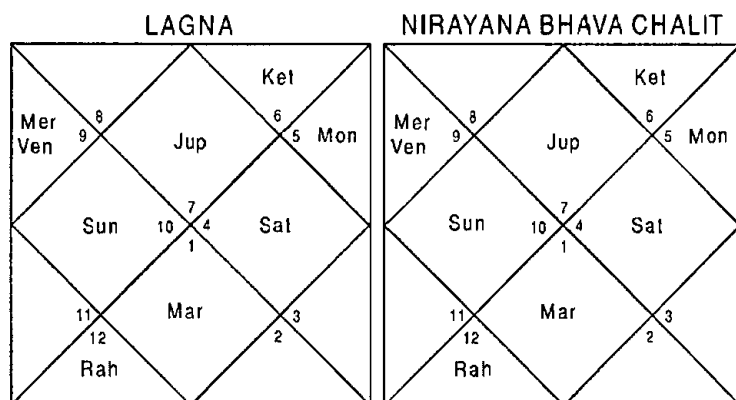 LAGNA
Ket
8
6
Mer
Ven
9
Jup
5
Mon
7
Sun
10
4
Sat
1
11
Mar
3
12
2
Rah
NIRAYANA BHAVA CHALIT
Ket
8
6
Mer
Ven
9
Jup
5
Mon
7
Sun
10
4
Sat
1
11
Mar
3
12
2
Rah